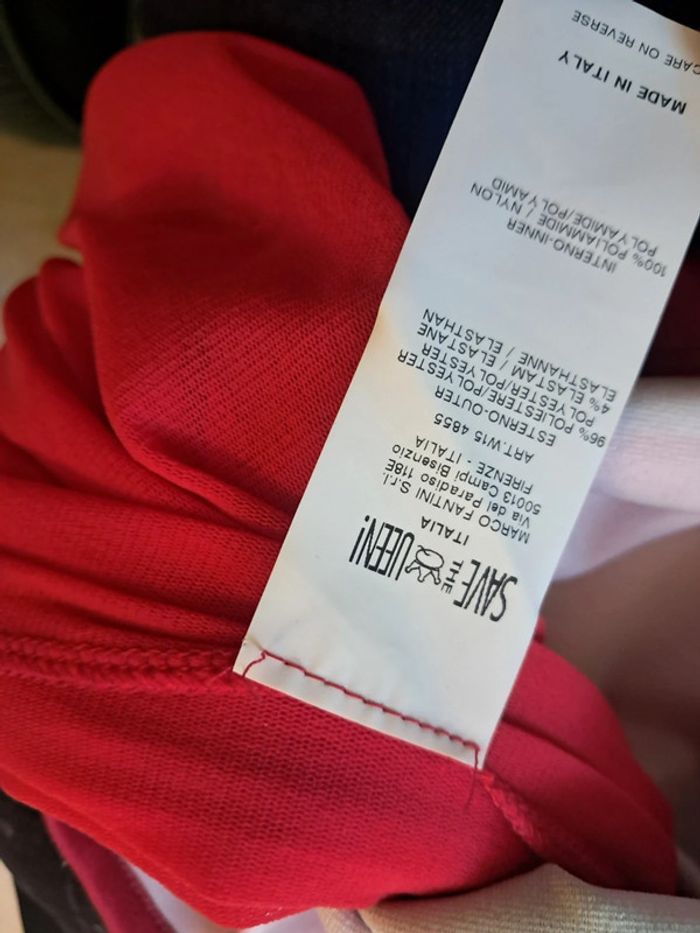 SAVE THE QUEEN!
ITALIA
MARCO FANTINI S.r.l.
Via del Paradiso 118E
50013 Campi Bisenzio
FIRENZE - ITALIA
ART.W15 4855
ESTERNO-OUTER
96% POLIESTERE/POLYESTER
POLYESTER/POLYESTER
4% ELASTAM / ELASTANE
ELASTHANNE / ELASTHAN
INTERNO-INNER
100% POLIAMMIDE / NYLON
POLYAMIDE/POLYAMID
MADE IN ITALY
CARE ON REVERSE